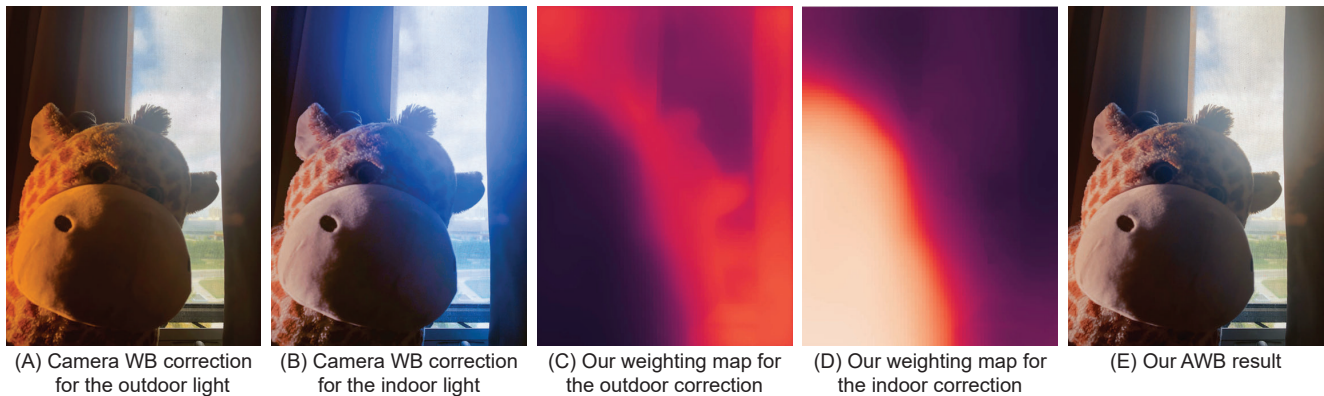 (A) Camera WB correction
for the outdoor light
(B) Camera WB correction
for the indoor light
(C) Our weighting map for
the outdoor correction
(D) Our weighting map for
the indoor correction
(E) Our AWB result